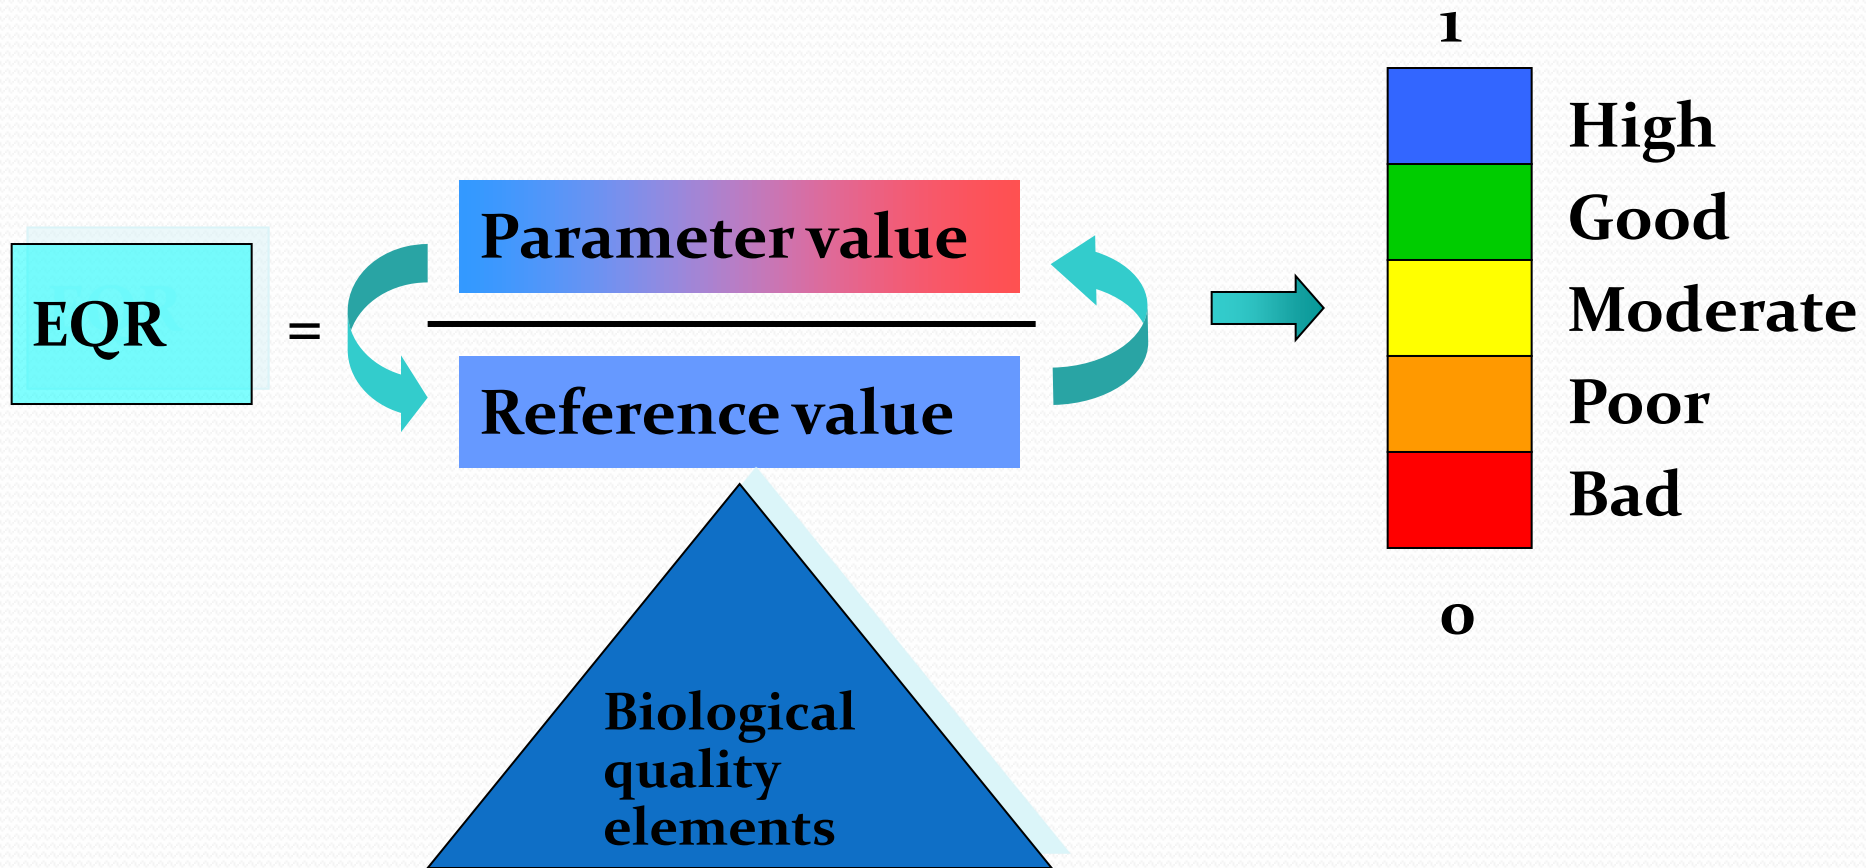 EQR
=
Parameter value
Reference value
Biological
quality
elements
1
High
Good
Moderate
Poor
Bad
0